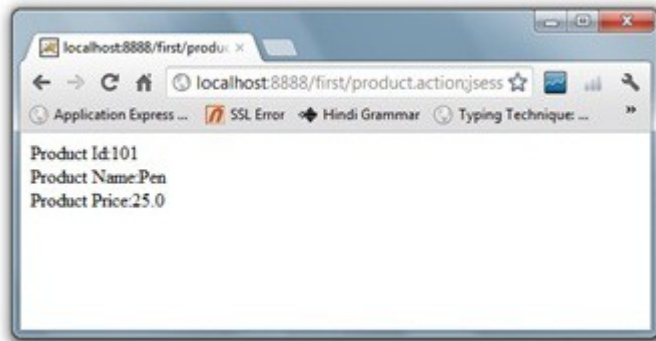 localhost:8888/first/produ
localhost:8888/first/product.action;jsess
Application Express ...
SSL Error
Hindi Grammar
Typing Technique: ...
Product Id:101
Product Name:Pen
Product Price:25.0